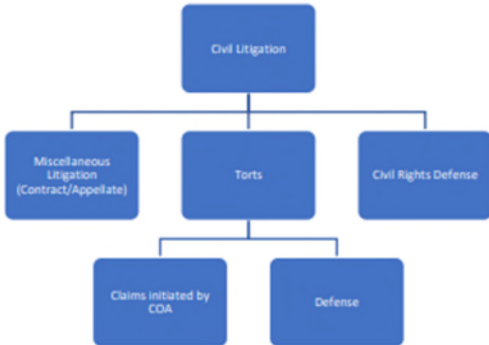 Civil Litigation
Miscellaneous
Litigation
(Contract/Appellate)
Torts
Civil Rights Defense
Claims initiated by
COA
Defense